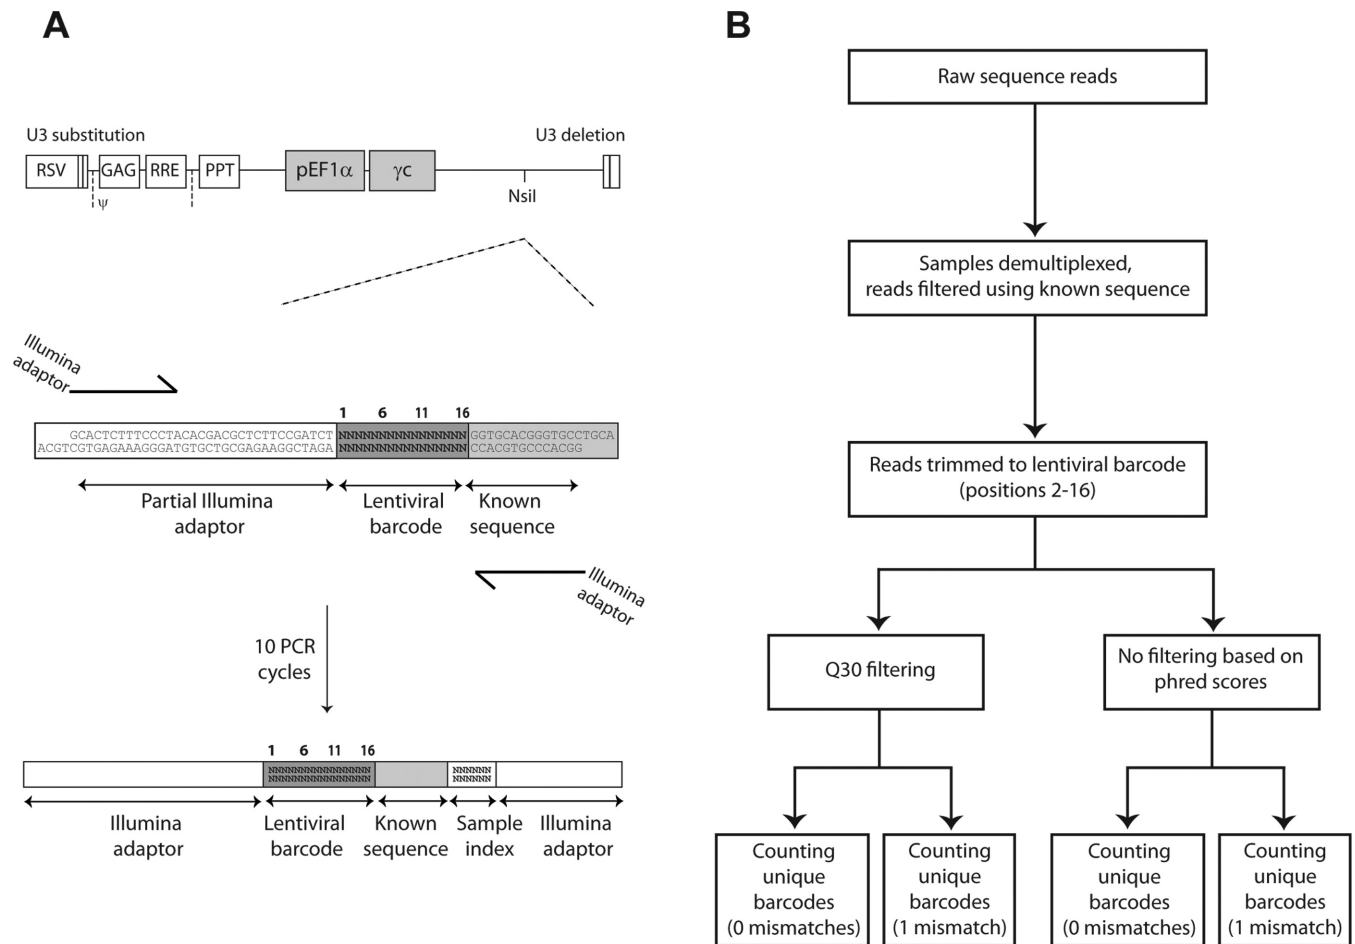 A
U3 substitution
U3 deletion
RSV
GAG
RRE
PPT
pEF1α
γc
ψ
NsiI
Illumina
adaptor
1 6 11 16
GCACTCTTTCCCTACACGACGCTCTTCCGATCT NNNNNNNNNNNNNNNN GGTGCACGGGTGCCTGCA
ACGTCGTGAGAAAGGGATGTGCTGCGAGAAGGCTAGA NNNNNNNNNNNNNNNN CCACGTGCCCACGG
Partial Illumina
adaptor
Lentiviral
barcode
Known
sequence
Illumina
adaptor
10 PCR
cycles
1 6 11 16
NNNNNNNNNNNNNNNN NNNNNN
NNNNNNNNNNNNNNNN NNNNNN
Illumina
adaptor
Lentiviral
barcode
Known
sequence
Sample
index
Illumina
adaptor
B
Raw sequence reads
Samples demultiplexed,
reads filtered using known sequence
Reads trimmed to lentiviral barcode
(positions 2-16)
Q30 filtering
No filtering based on
phred scores
Counting
unique
barcodes
(0 mismatches)
Counting
unique
barcodes
(1 mismatch)
Counting
unique
barcodes
(0 mismatches)
Counting
unique
barcodes
(1 mismatch)